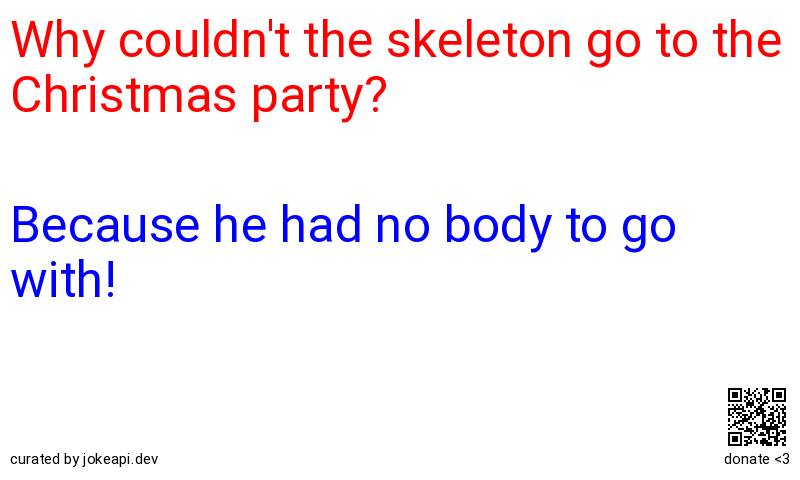 Why couldn't the skeleton go to the
Christmas party?
Because he had no body to go
with!
curated by jokeapi.dev
donate <3